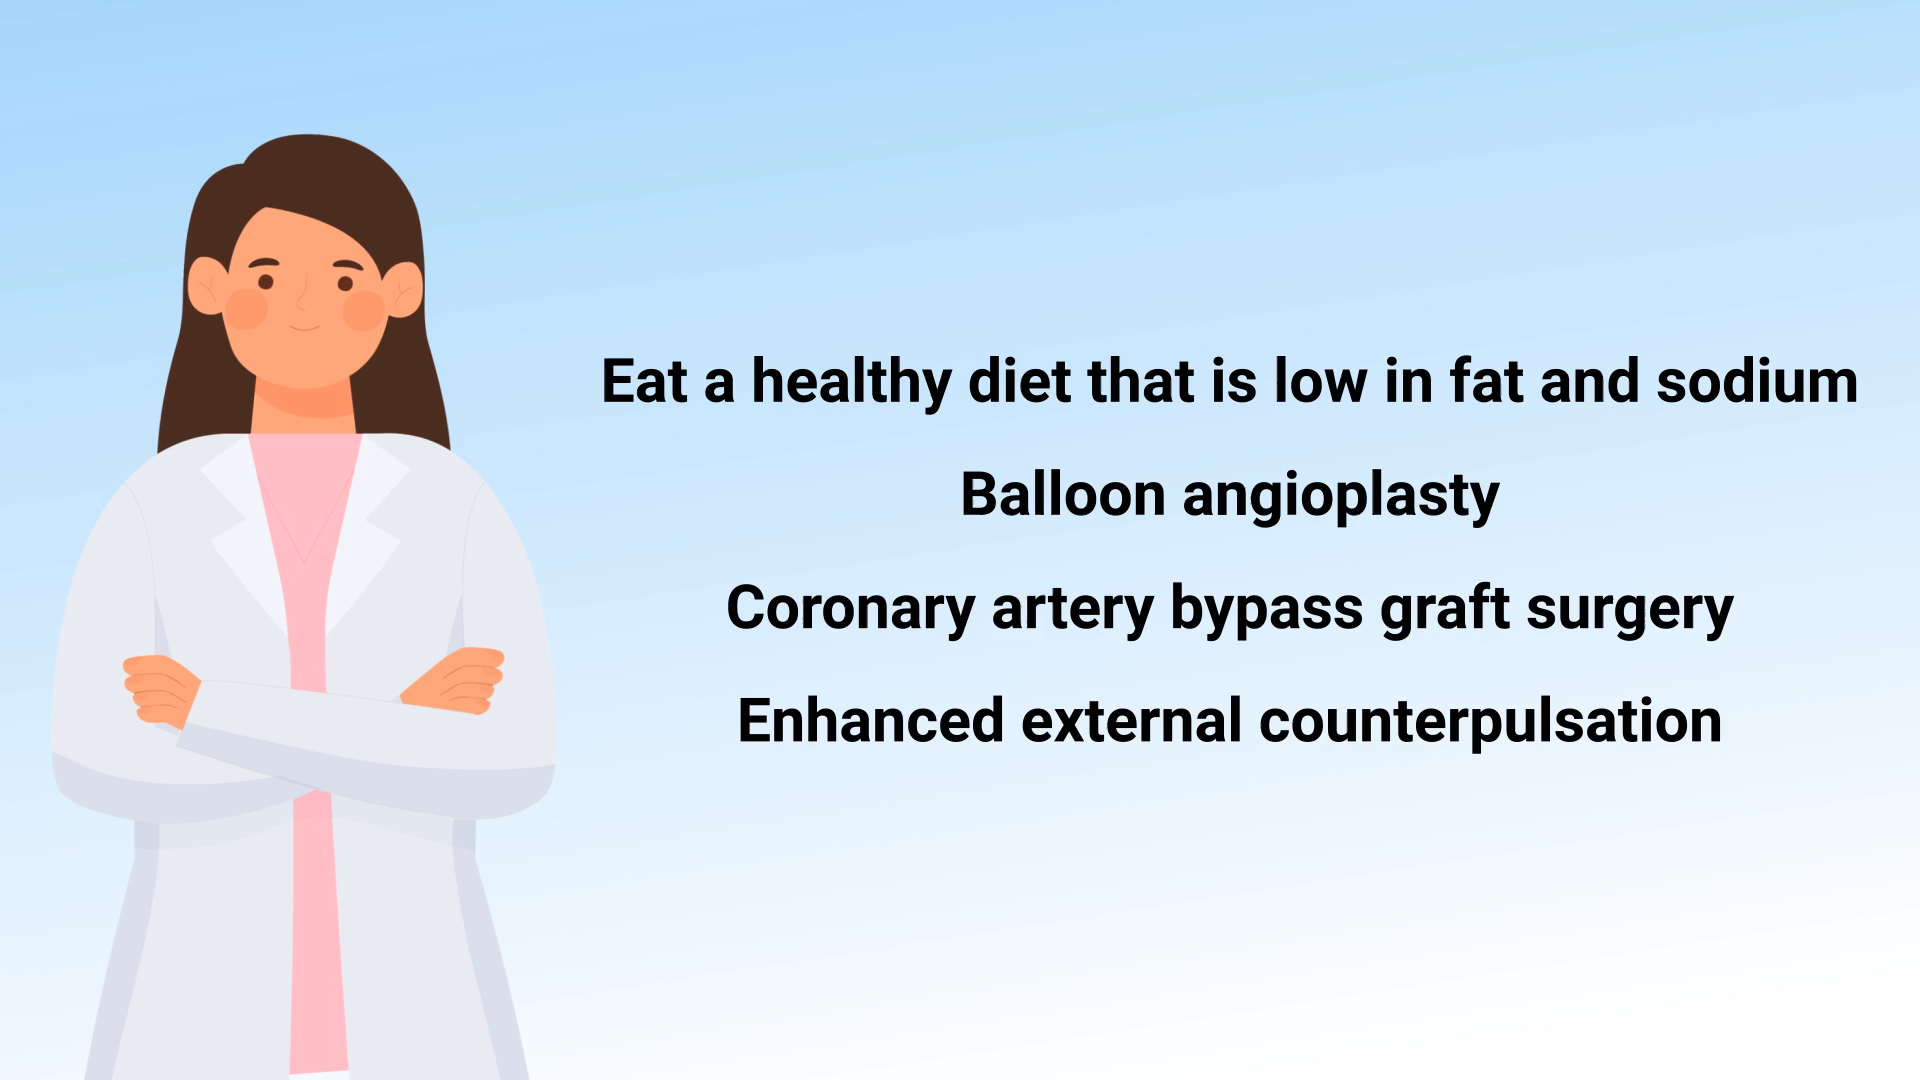 Eat a healthy diet that is low in fat and sodium
Balloon angioplasty
Coronary artery bypass graft surgery
Enhanced external counterpulsation